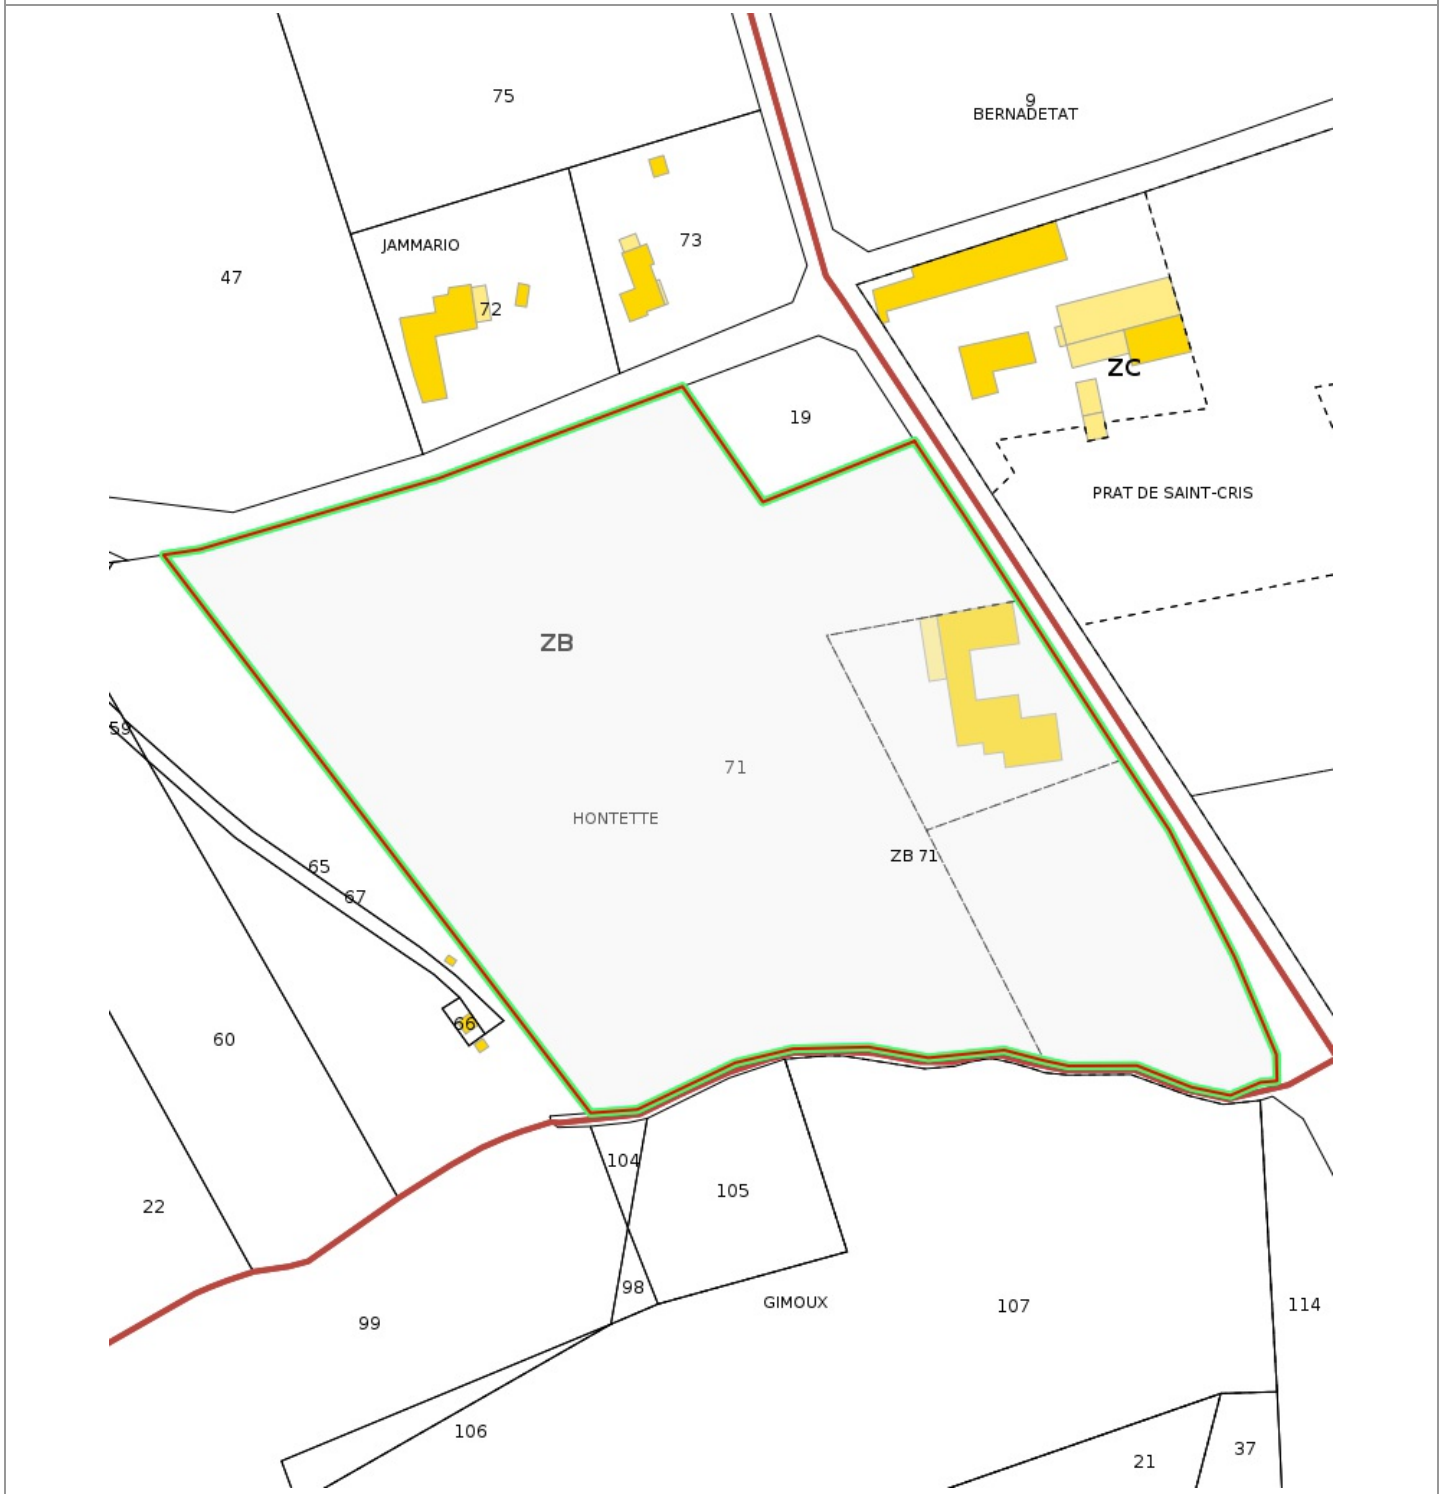 75
9
BERNADETAT
73
JAMMARIO
47
72
ZC
19
PRAT DE SAINT-CRIS
ZB
59
71
HONTETTE
ZB 71
65
67
66
60
104
105
22
98
GIMOUX
107
114
99
106
37
21